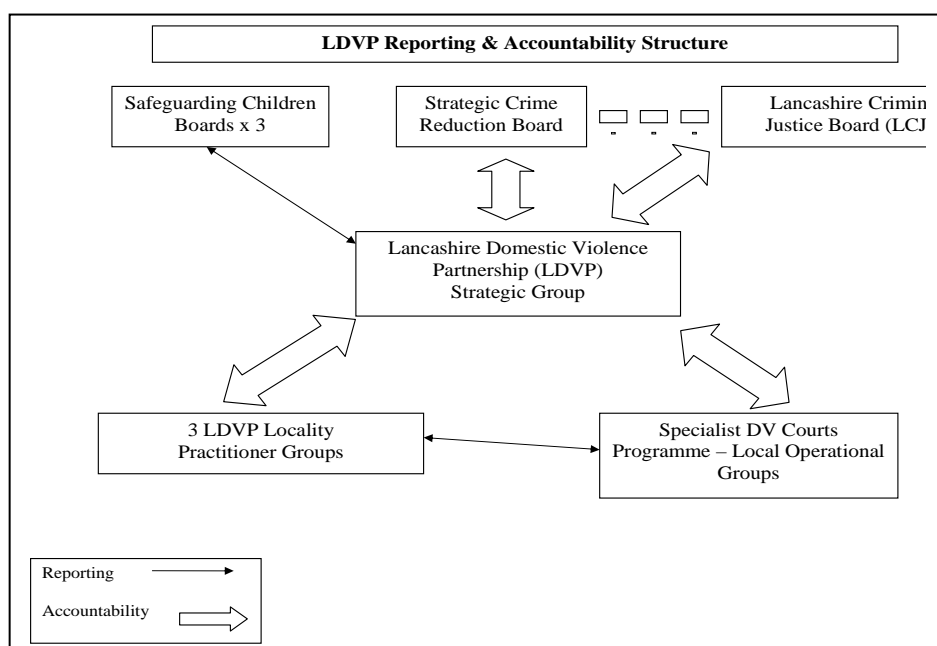 LDVP Reporting & Accountability Structure
Safeguarding Children
Boards x 3
Strategic Crime
Reduction Board
Lancashire Crimin
Justice Board (LCJ
Lancashire Domestic Violence
Partnership (LDVP)
Strategic Group
3 LDVP Locality
Practitioner Groups
Specialist DV Courts
Programme – Local Operational
Groups
Reporting
Accountability